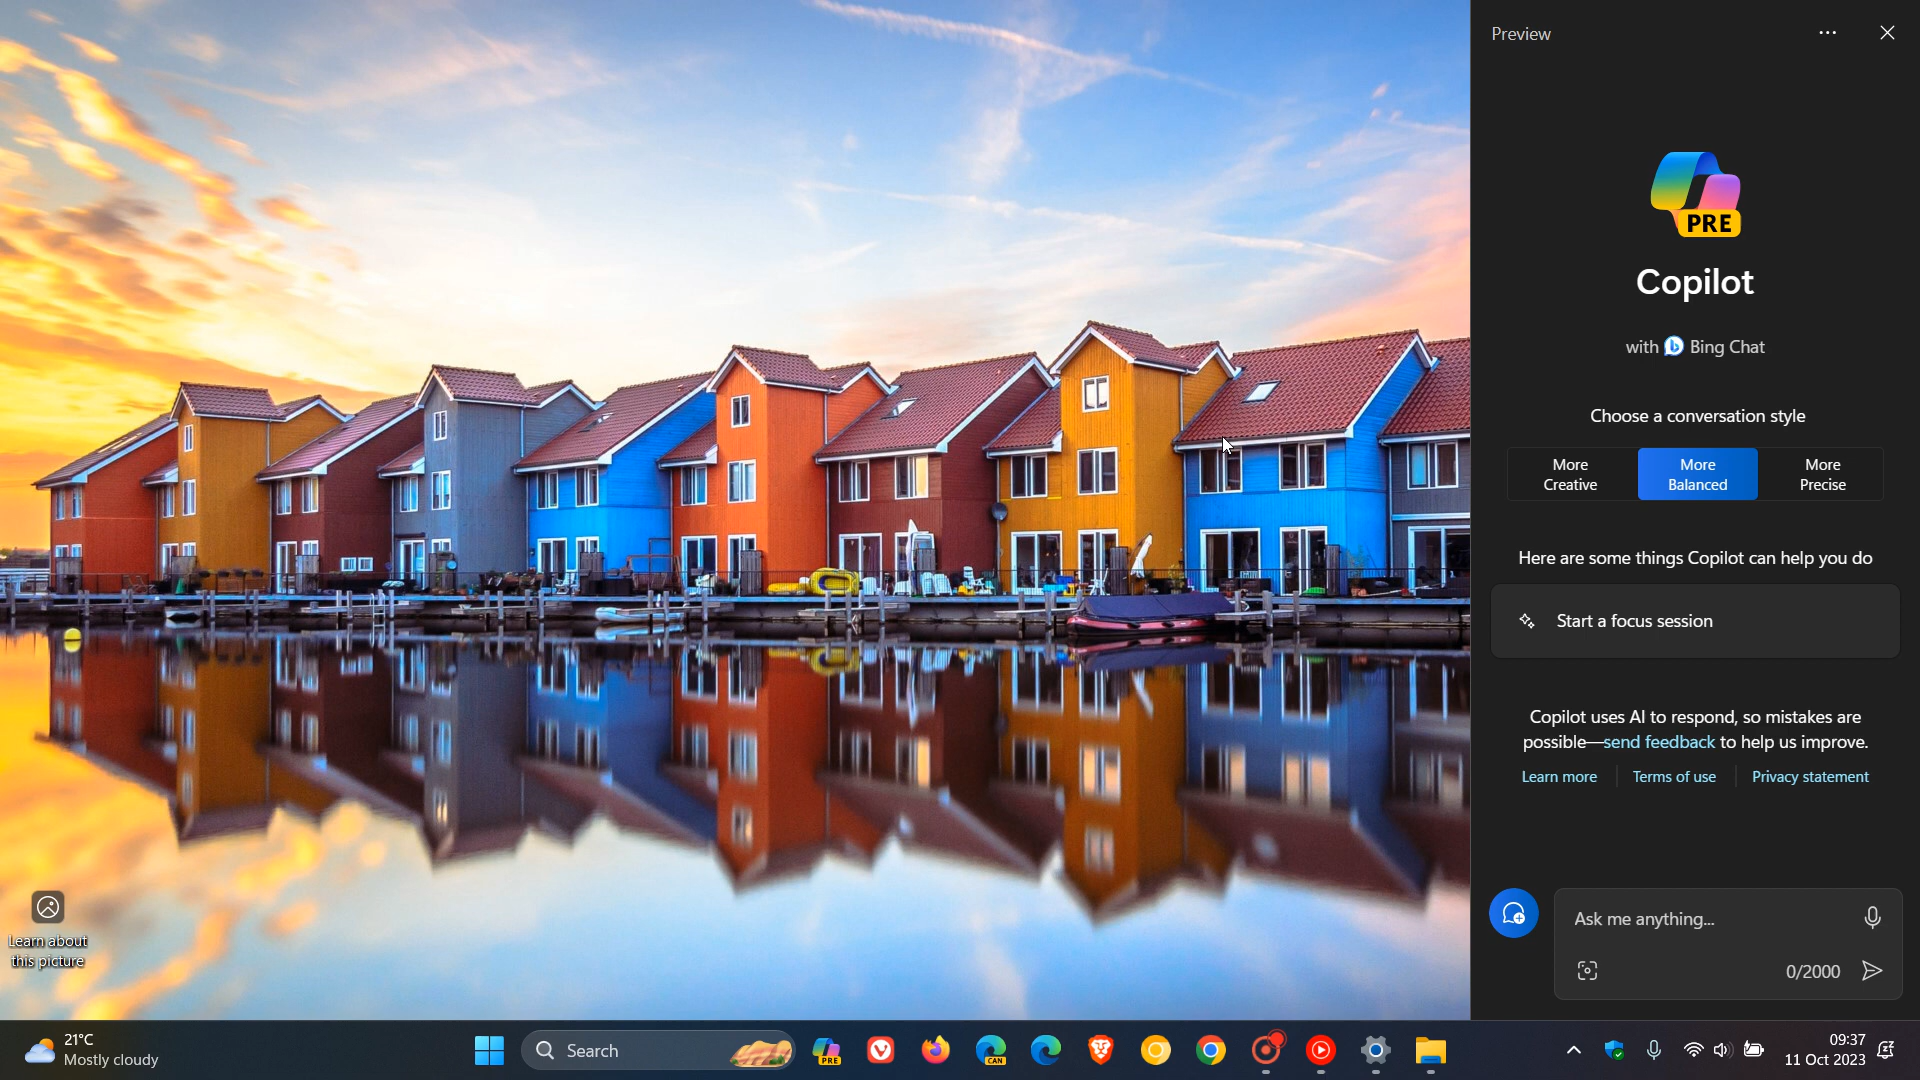 Preview
PRE
Copilot
with Bing Chat
Choose a conversation style
More
Creative
More
Balanced
More
Precise
Here are some things Copilot can help you do
Start a focus session
Copilot uses AI to respond, so mistakes are
possible—send feedback to help us improve.
Learn more
Terms of use
Privacy statement
Ask me anything...
0/2000
Learn about
this picture
21°C
Mostly cloudy
Search
PRE
CAN
09:37
11 Oct 2023